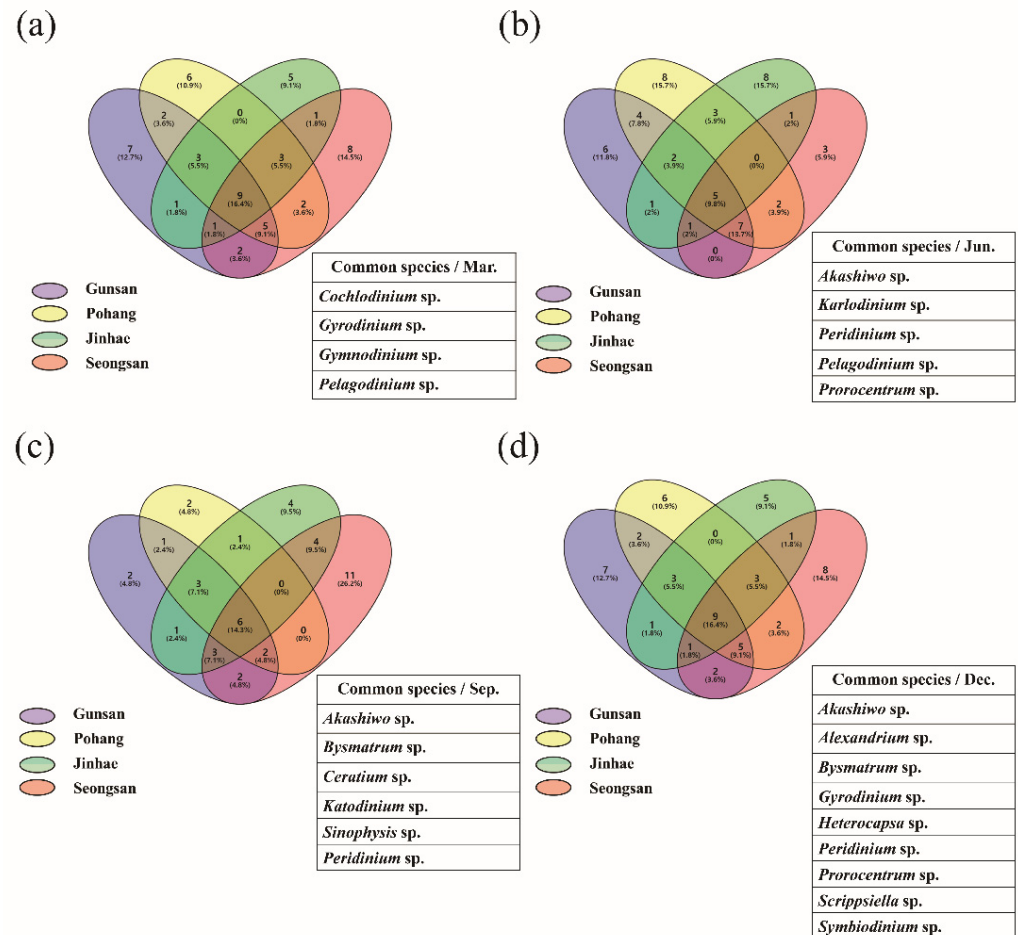 (a)
(b)
6
(10.9%)
5
(9.1%)
2
(3.6%)
0
(0%)
1
(1.8%)
7
(12.7%)
3
(5.5%)
3
(5.5%)
8
(14.5%)
9
(16.4%)
1
(1.8%)
2
(3.6%)
1
(1.8%)
5
(9.1%)
2
(3.6%)
Gunsan
Pohang
Jinhae
Seongsan
Common species / Mar.
Cochlodinium sp.
Gyrodinium sp.
Gymnodinium sp.
Pelagodinium sp.
8
(15.7%)
8
(15.7%)
4
(7.8%)
3
(5.9%)
1
(2%)
6
(11.8%)
2
(3.9%)
0
(0%)
3
(5.9%)
5
(9.8%)
1
(2%)
2
(3.9%)
1
(2%)
7
(13.7%)
0
(0%)
Gunsan
Pohang
Jinhae
Seongsan
Common species / Jun.
Akashiwo sp.
Karlodinium sp.
Peridinium sp.
Pelagodinium sp.
Prorocentrum sp.
(c)
(d)
2
(4.8%)
4
(9.5%)
1
(2.4%)
1
(2.4%)
4
(9.5%)
2
(4.8%)
3
(7.1%)
0
(0%)
11
(26.2%)
6
(14.3%)
1
(2.4%)
0
(0%)
3
(7.1%)
2
(4.8%)
2
(4.8%)
Gunsan
Pohang
Jinhae
Seongsan
Common species / Sep.
Akashiwo sp.
Bysmatrum sp.
Ceratium sp.
Katodinium sp.
Sinophysis sp.
Peridinium sp.
6
(10.9%)
5
(9.1%)
2
(3.6%)
0
(0%)
1
(1.8%)
7
(12.7%)
3
(5.5%)
3
(5.5%)
8
(14.5%)
9
(16.4%)
1
(1.8%)
2
(3.6%)
1
(1.8%)
5
(9.1%)
2
(3.6%)
Gunsan
Pohang
Jinhae
Seongsan
Common species / Dec.
Akashiwo sp.
Alexandrium sp.
Bysmatrum sp.
Gyrodinium sp.
Heterocapsa sp.
Peridinium sp.
Prorocentrum sp.
Scrippsiella sp.
Symbiodinium sp.